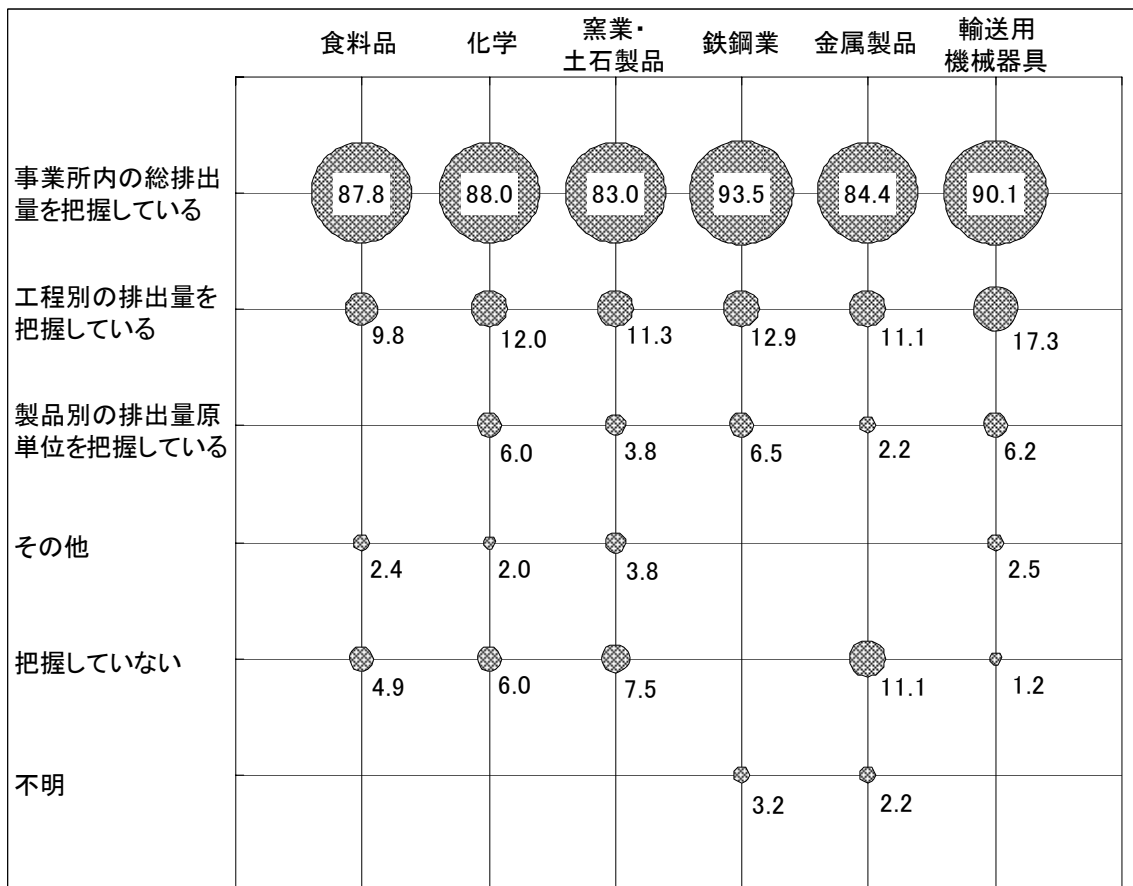 食料品
化学
窯業・
土石製品
鉄鋼業
金属製品
輸送用
機械器具
事業所内の総排出
量を把握している
87.8
88.0
83.0
93.5
84.4
90.1
工程別の排出量を
把握している
9.8
12.0
11.3
12.9
11.1
17.3
製品別の排出量原
単位を把握している
6.0
3.8
6.5
2.2
6.2
その他
2.4
2.0
3.8
2.5
把握していない
4.9
6.0
7.5
11.1
1.2
不明
3.2
2.2